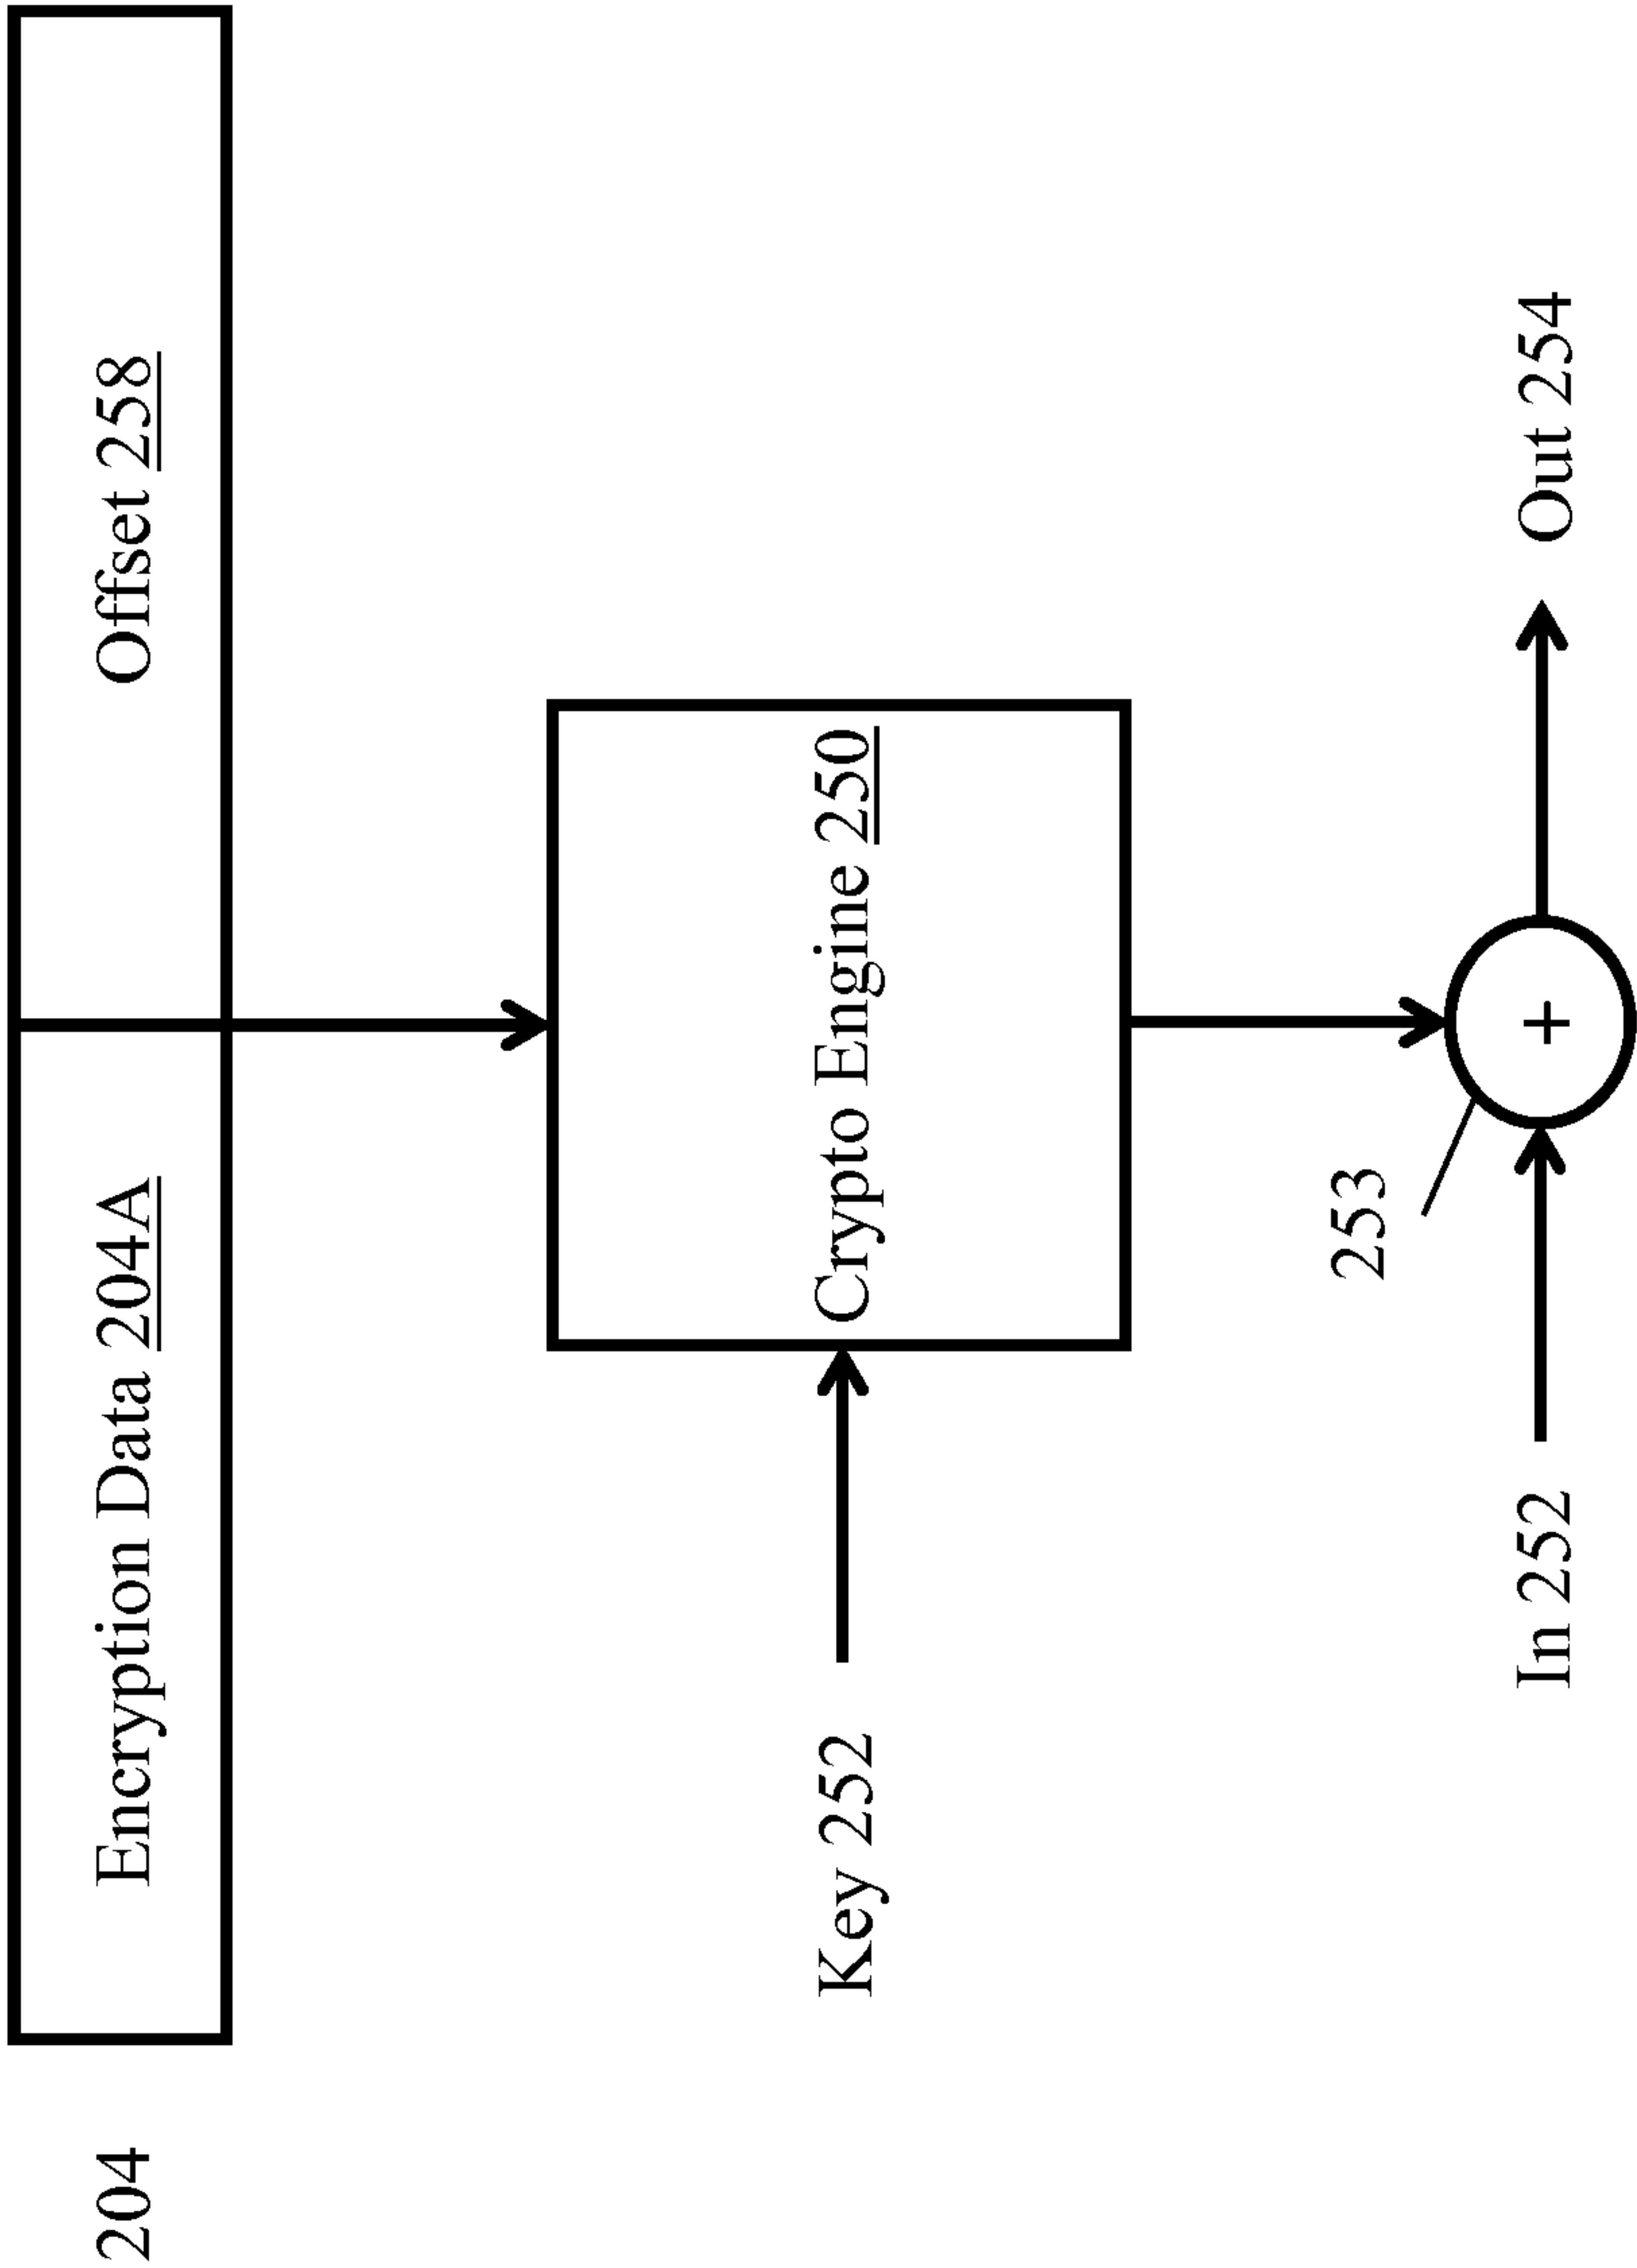 204
Encryption Data 204A
Offset 258
Key 252
Crypto Engine 250
253
In 252
+
Out 254